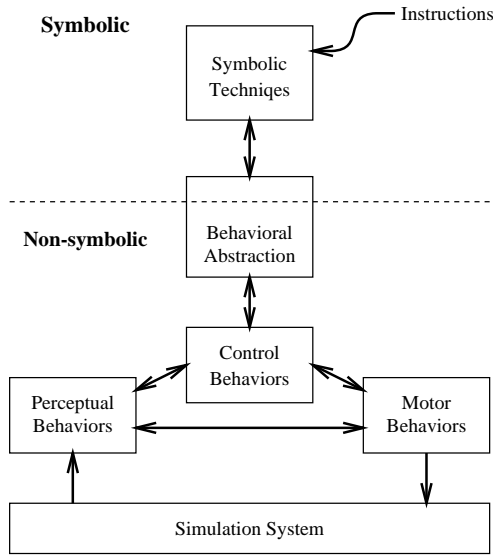 Symbolic
Instructions
Symbolic
Techniqes
Non-symbolic
Behavioral
Abstraction
Control
Behaviors
Perceptual
Behaviors
Motor
Behaviors
Simulation System